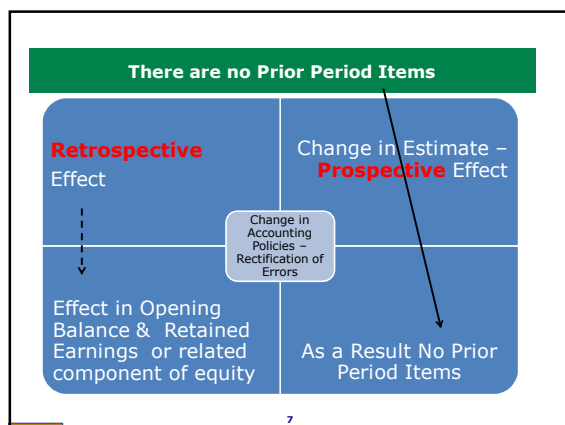 There are no Prior Period Items
Retrospective
Effect
Change in Estimate –
Prospective Effect
Change in
Accounting
Policies –
Rectification of
Errors
Effect in Opening
Balance & Retained
Earnings or related
component of equity
As a Result No Prior
Period Items
7